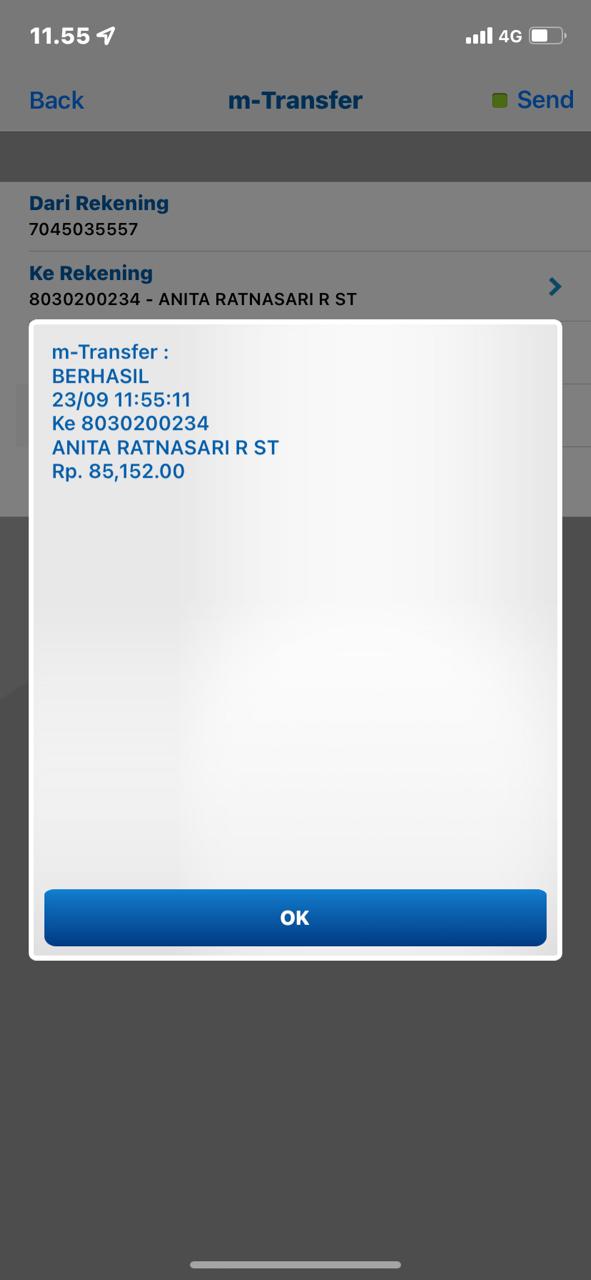 11.55
4G
Back
m-Transfer
Send
Dari Rekening
7045035557
Ke Rekening
8030200234 - ANITA RATNASARI R ST
m-Transfer :
BERHASIL
23/09 11:55:11
Ke 8030200234
ANITA RATNASARI R ST
Rp. 85,152.00
OK